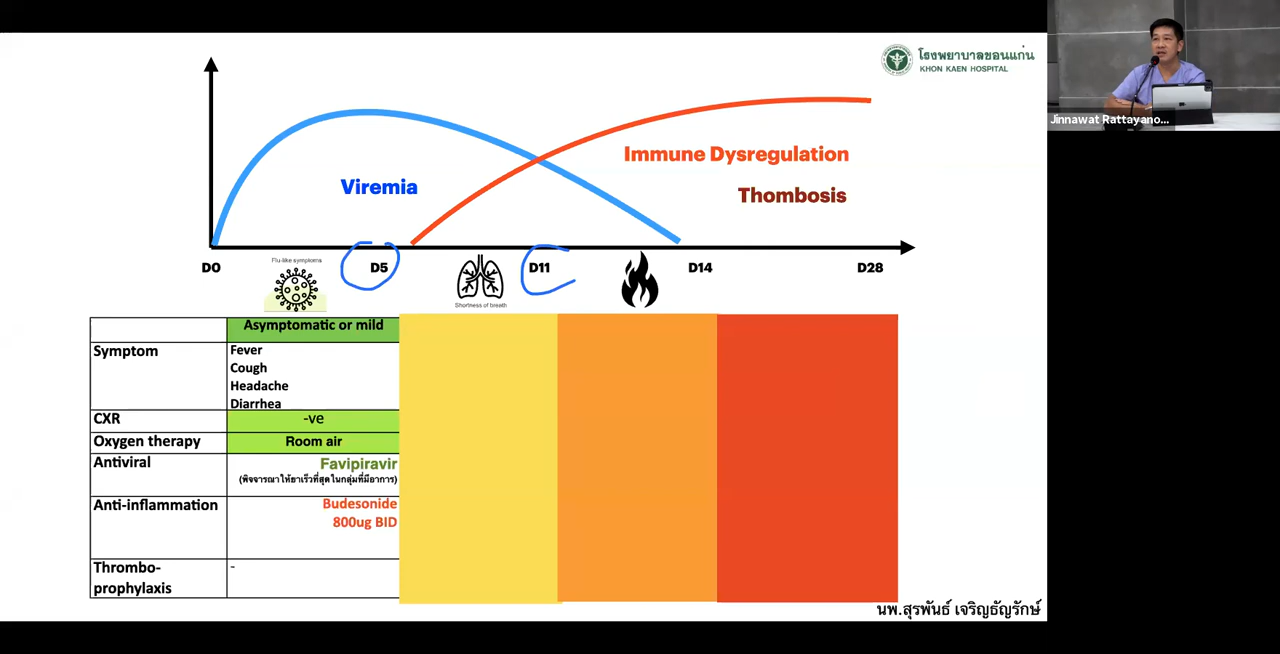 โรงพยาบาลขอนแก่น
KHON KAEN HOSPITAL
Jinnawat Rattayano...
Immune Dysregulation
Viremia
Thombosis
D0
Flu-like symptoms
D5
Shortness of breath
D11
D14
D28
Asymptomatic or mild
Symptom
Fever
Cough
Headache
Diarrhea
CXR
-ve
Oxygen therapy
Room air
Antiviral
Favipiravir
(พิจจารณาให้ยาเร็วที่สุดในกลุ่มที่มีอาการ)
Anti-inflammation
Budesonide
800ug BID
Thrombo-
prophylaxis
-
นพ.สุรพันธ์ เจริญธัญรักษ์